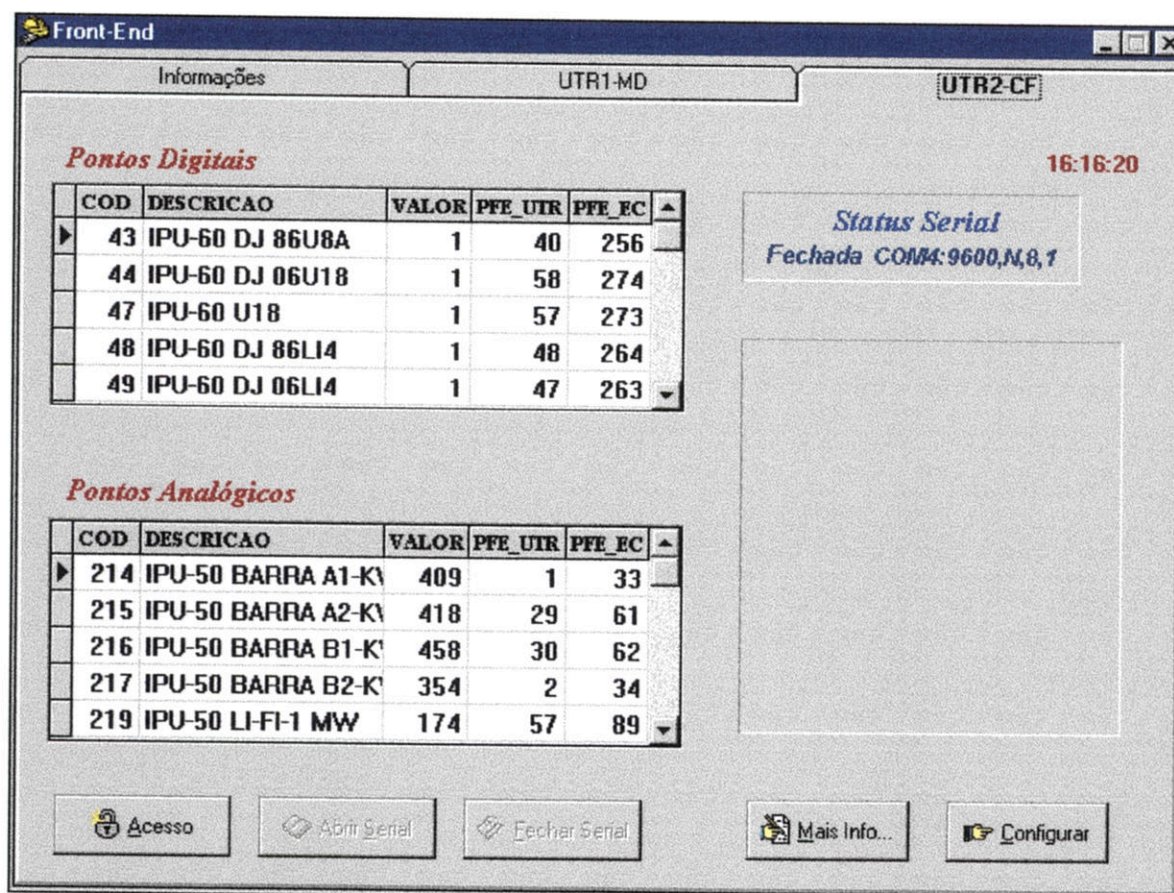 Front-End
Informações UTR1-MD UTR2-CF
Pontos Digitais
16:16:20
COD DESCRICAO VALOR PFE_UTR PFE_EC
43 IPU-60 DJ 86U8A 1 40 256
44 IPU-60 DJ 06U18 1 58 274
47 IPU-60 U18 1 57 273
48 IPU-60 DJ 86LI4 1 48 264
49 IPU-60 DJ 06LI4 1 47 263
Status Serial
Fechada COM4:9600,N,8,1
Pontos Analógicos
COD DESCRICAO VALOR PFE_UTR PFE_EC
214 IPU-50 BARRA A1-KV 409 1 33
215 IPU-50 BARRA A2-KV 418 29 61
216 IPU-50 BARRA B1-KV 458 30 62
217 IPU-50 BARRA B2-KV 354 2 34
219 IPU-50 LI-FI-1 MW 174 57 89
Acesso Abrir Serial Fechar Serial Mais Info... Configurar